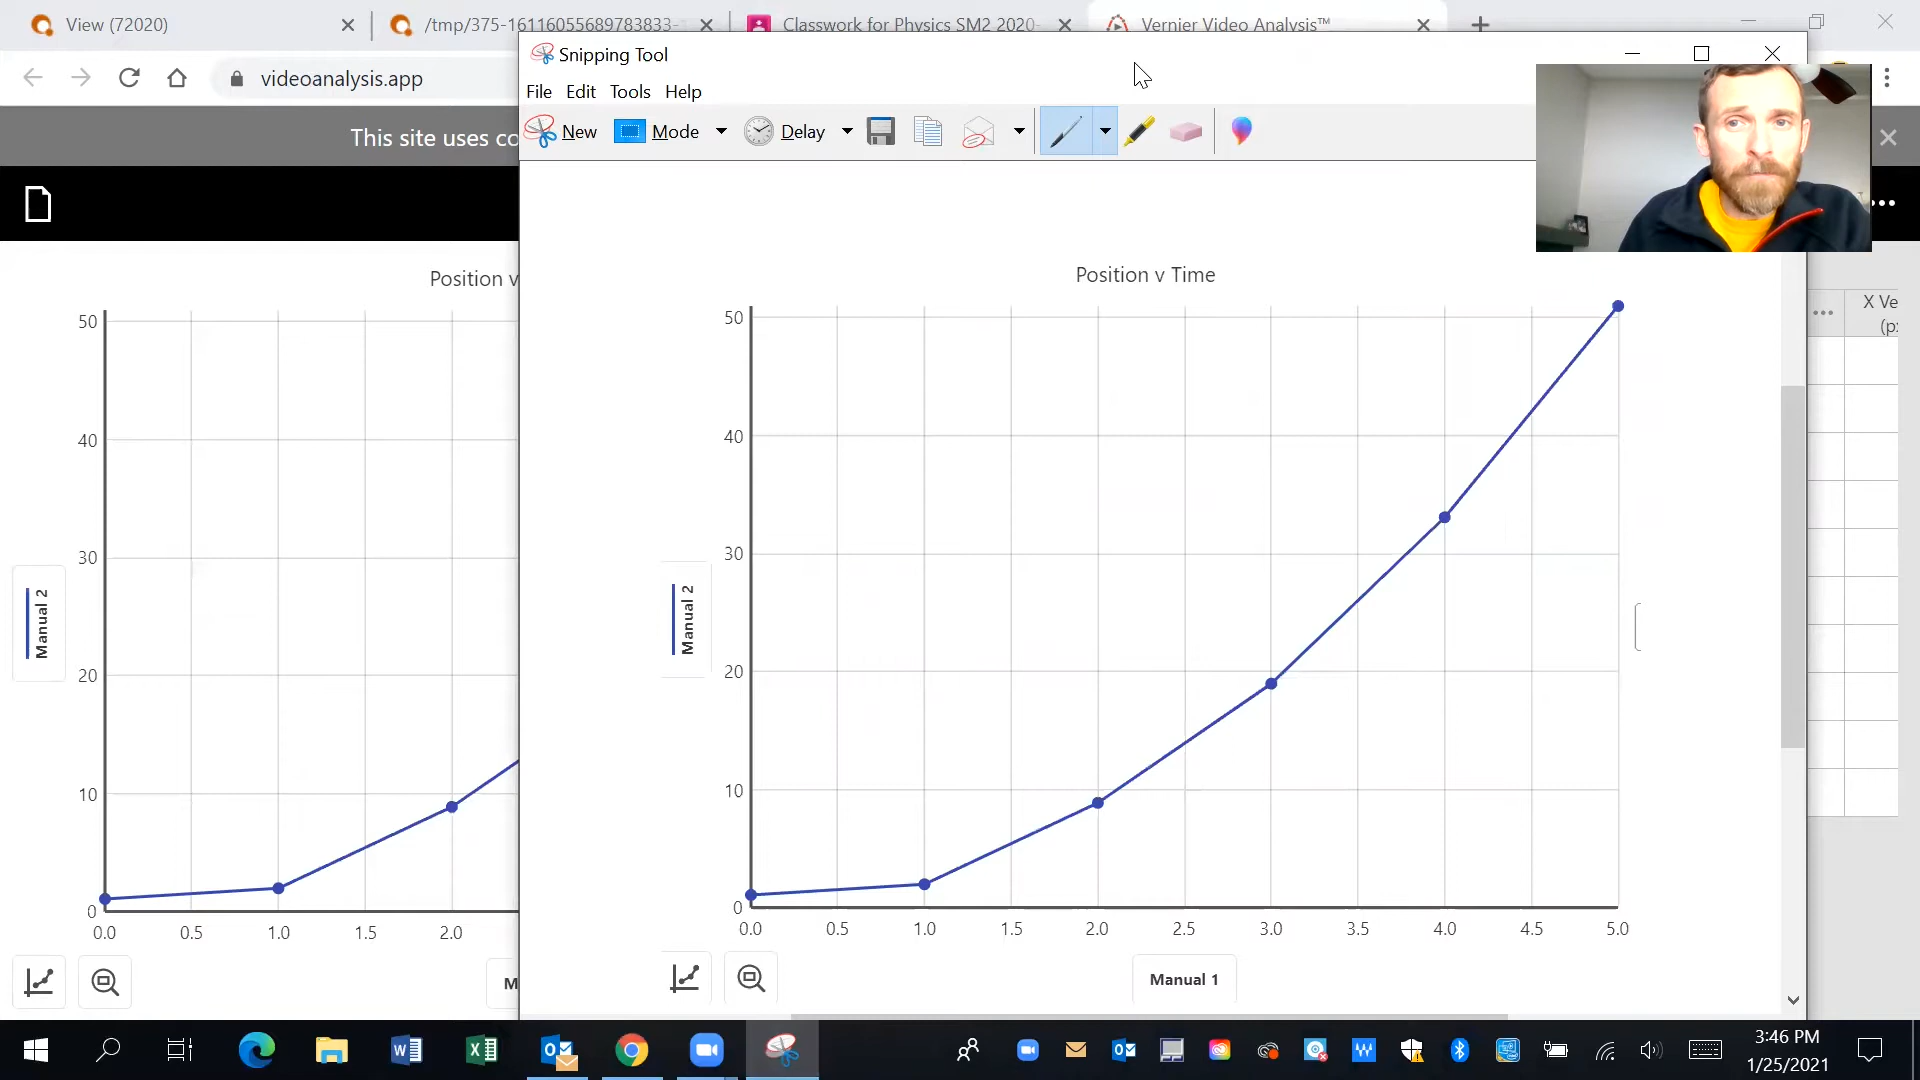 View (72020)
/tmp/375-16116055689783833-
Classwork for Physics SM2 2020-
Vernier Video Analysis™
videoanalysis.app
Snipping Tool
File Edit Tools Help
This site uses co
New Mode Delay
Position v
Position v Time
X Ve
(p
50
40
30
20
10
0
0.0 0.5 1.0 1.5 2.0
Manual 2
M
50
40
30
20
10
0
0.0 0.5 1.0 1.5 2.0 2.5 3.0 3.5 4.0 4.5 5.0
Manual 2
Manual 1
3:46 PM
1/25/2021